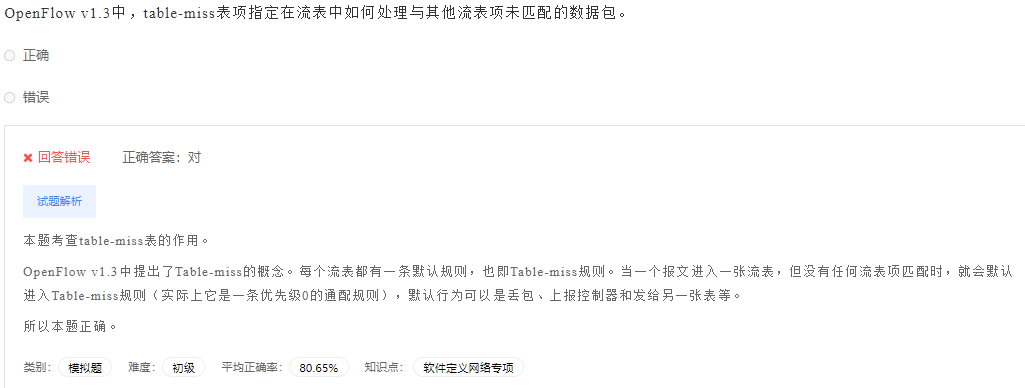 OpenFlow v1.3中，table-miss表项指定在流表中如何处理与其他流表项未匹配的数据包。
正确
错误
回答错误 正确答案：对
试题解析
本题考查table-miss表的作用。
OpenFlow v1.3中提出了Table-miss的概念。每个流表都有一条默认规则，也即Table-miss规则。当一个报文进入一张流表，但没有任何流表项匹配时，就会默认
进入Table-miss规则（实际上它是一条优先级0的通配规则），默认行为可以是丢包、上报控制器和发给另一张表等。
所以本题正确。
类别： 模拟题 难度： 初级 平均正确率： 80.65% 知识点： 软件定义网络专项